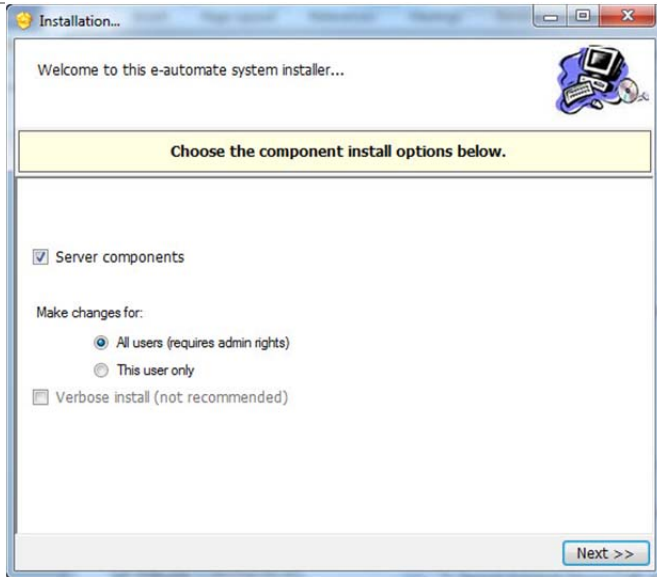 Installation...
Welcome to this e-automate system installer...
Choose the component install options below.
Server components
Make changes for:
All users (requires admin rights)
This user only
Verbose install (not recommended)
Next >>